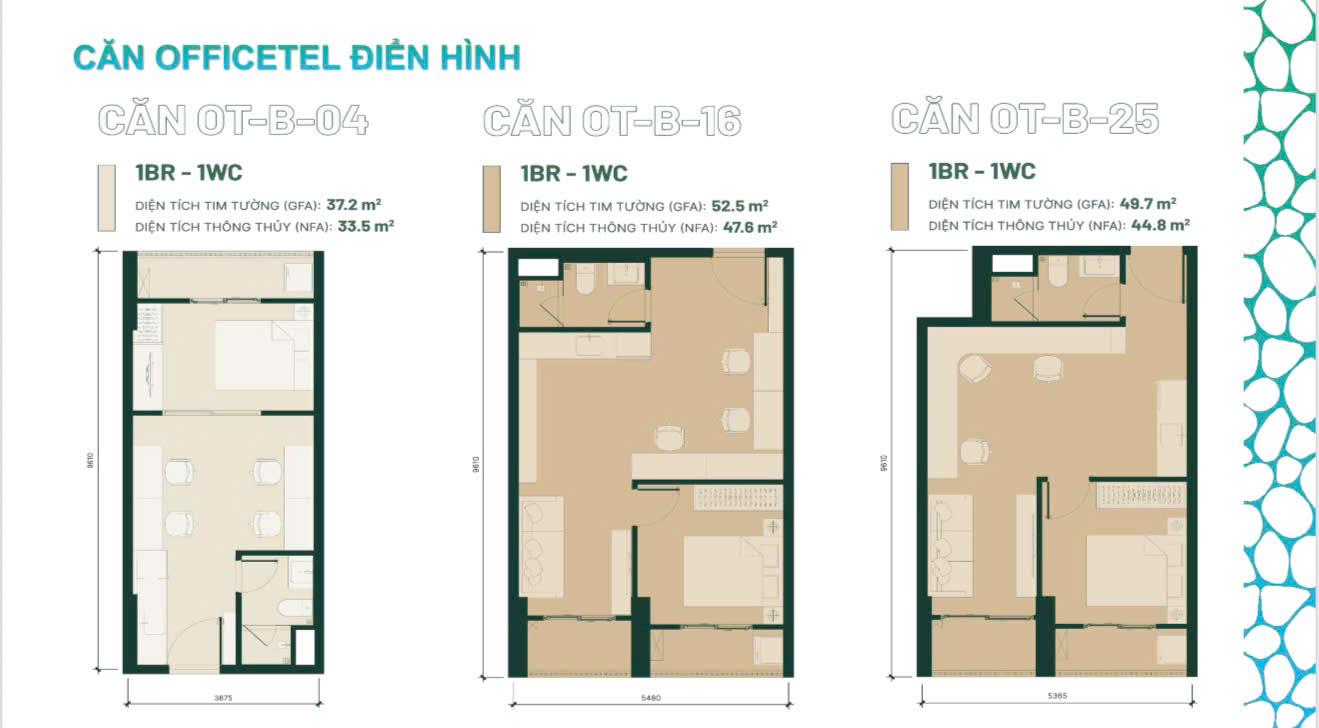 CĂN OFFICETEL ĐIỂN HÌNH
CĂN OT-B-04
1BR - 1WC
DIỆN TÍCH TIM TƯỜNG (GFA): 37.2 m²
DIỆN TÍCH THÔNG THỦY (NFA): 33.5 m²
9610
3675
CĂN OT-B-16
1BR - 1WC
DIỆN TÍCH TIM TƯỜNG (GFA): 52.5 m²
DIỆN TÍCH THÔNG THỦY (NFA): 47.6 m²
9610
5480
CĂN OT-B-25
1BR - 1WC
DIỆN TÍCH TIM TƯỜNG (GFA): 49.7 m²
DIỆN TÍCH THÔNG THỦY (NFA): 44.8 m²
9610
5365